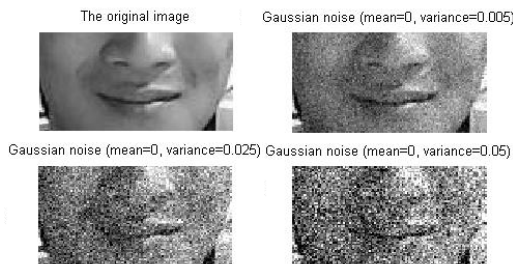 The original image
Gaussian noise (mean=0, variance=0.005)
Gaussian noise (mean=0, variance=0.025)
Gaussian noise (mean=0, variance=0.05)